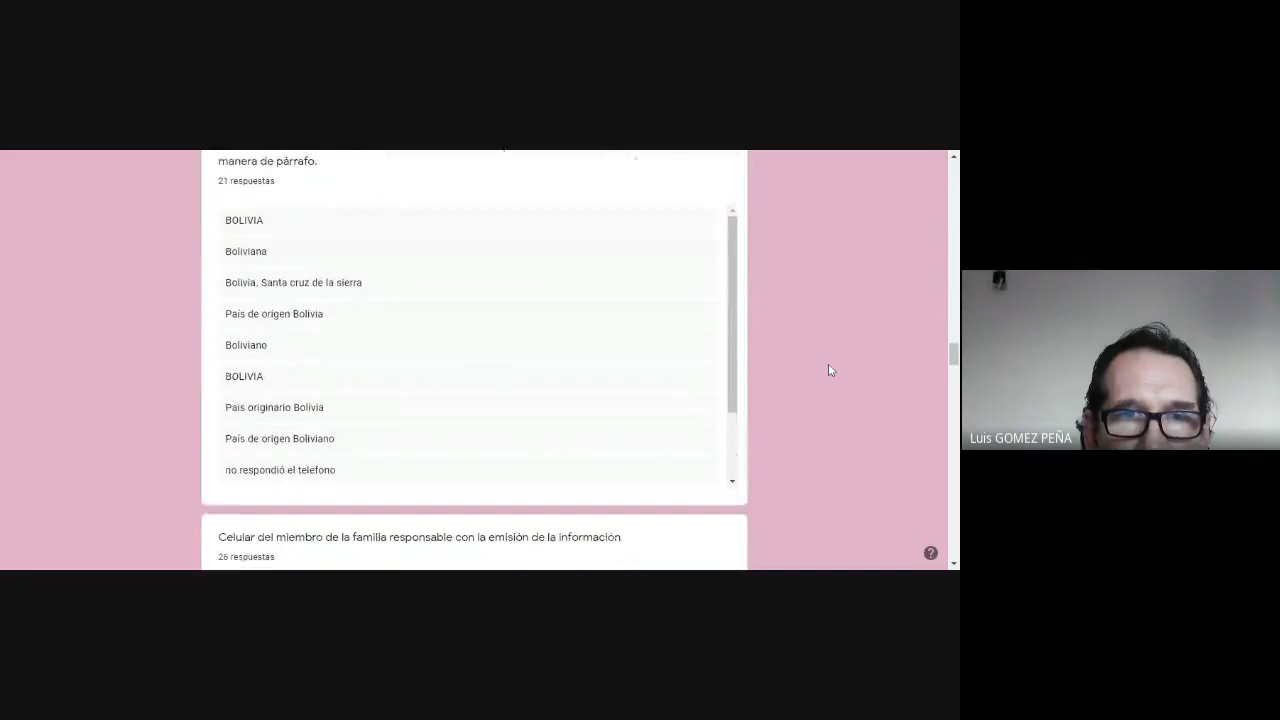 manera de párrafo.
21 respuestas
BOLIVIA
Boliviana
Bolivia. Santa cruz de la sierra
País de origen Bolivia
Boliviano
BOLIVIA
Pais originario Bolivia
País de origen Boliviano
no respondió el telefono
Celular del miembro de la familia responsable con la emisión de la información
26 respuestas
Luis GOMEZ PEÑA